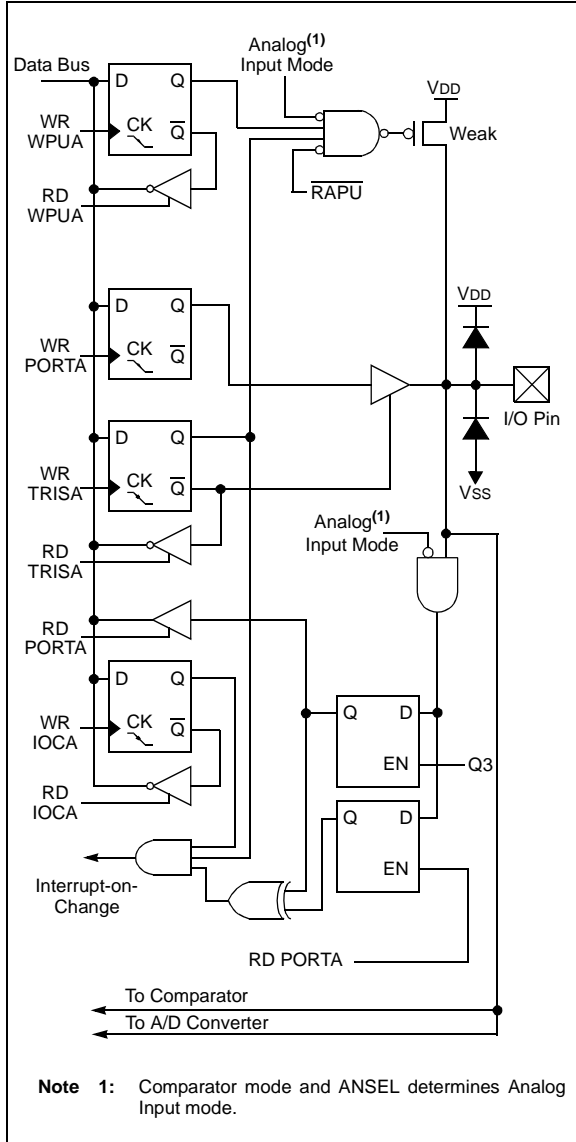 Analog(1)
Input Mode
Data Bus
D Q
VDD
WR
WPUA
CK Q̅
Weak
RD
WPUA
R̅A̅P̅U̅
D Q
VDD
WR
PORTA
CK Q̅
I/O Pin
D Q
WR
TRISA
CK Q̅
VSS
Analog(1)
Input Mode
RD
TRISA
RD
PORTA
D Q
Q D
WR
IOCA
CK Q̅
EN
Q3
RD
IOCA
Q D
EN
Interrupt-on-
Change
RD PORTA
To Comparator
To A/D Converter
Note 1: Comparator mode and ANSEL determines Analog
Input mode.